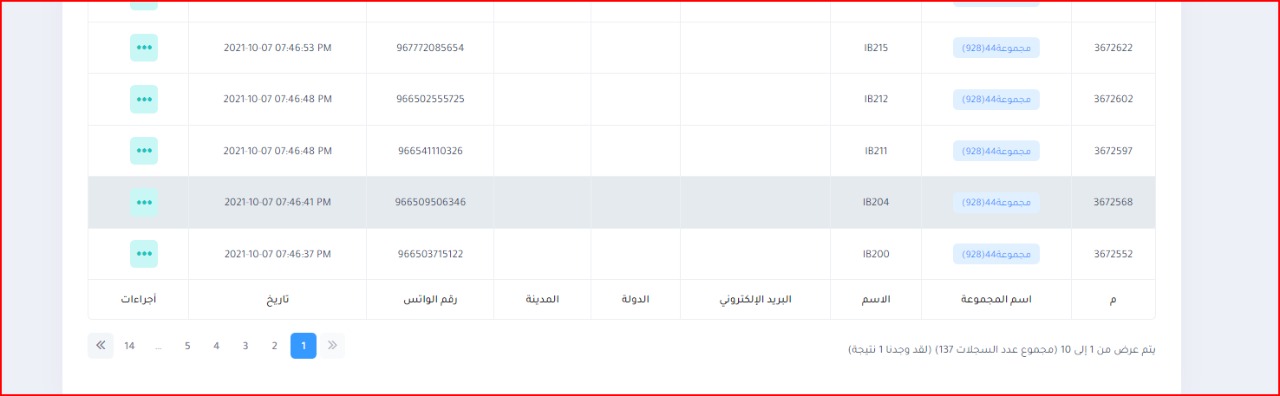 3672622 مجموعة44(928) IB215 967772085654 2021-10-07 07:46:53 PM
3672602 مجموعة44(928) IB212 966502555725 2021-10-07 07:46:48 PM
3672597 مجموعة44(928) IB211 966541110326 2021-10-07 07:46:48 PM
3672568 مجموعة44(928) IB204 966509506346 2021-10-07 07:46:41 PM
3672552 مجموعة44(928) IB200 966503715122 2021-10-07 07:46:37 PM
م اسم المجموعة الاسم البريد الإلكتروني الدولة المدينة رقم الواتس تاريخ أجراءات
يتم عرض من 1 إلى 10 (مجموع عدد السجلات 137) (لقد وجدنا 1 نتيجة)
1 2 3 4 5 ... 14